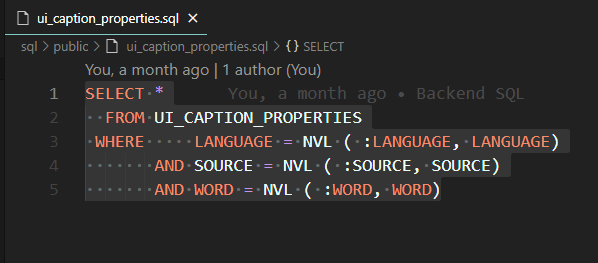 ui_caption_properties.sql ×
sql > public > ui_caption_properties.sql > {} SELECT
You, a month ago | 1 author (You)
1 SELECT * You, a month ago • Backend SQL
2 FROM UI_CAPTION_PROPERTIES
3 WHERE LANGUAGE = NVL ( :LANGUAGE, LANGUAGE)
4 AND SOURCE = NVL ( :SOURCE, SOURCE)
5 AND WORD = NVL ( :WORD, WORD)